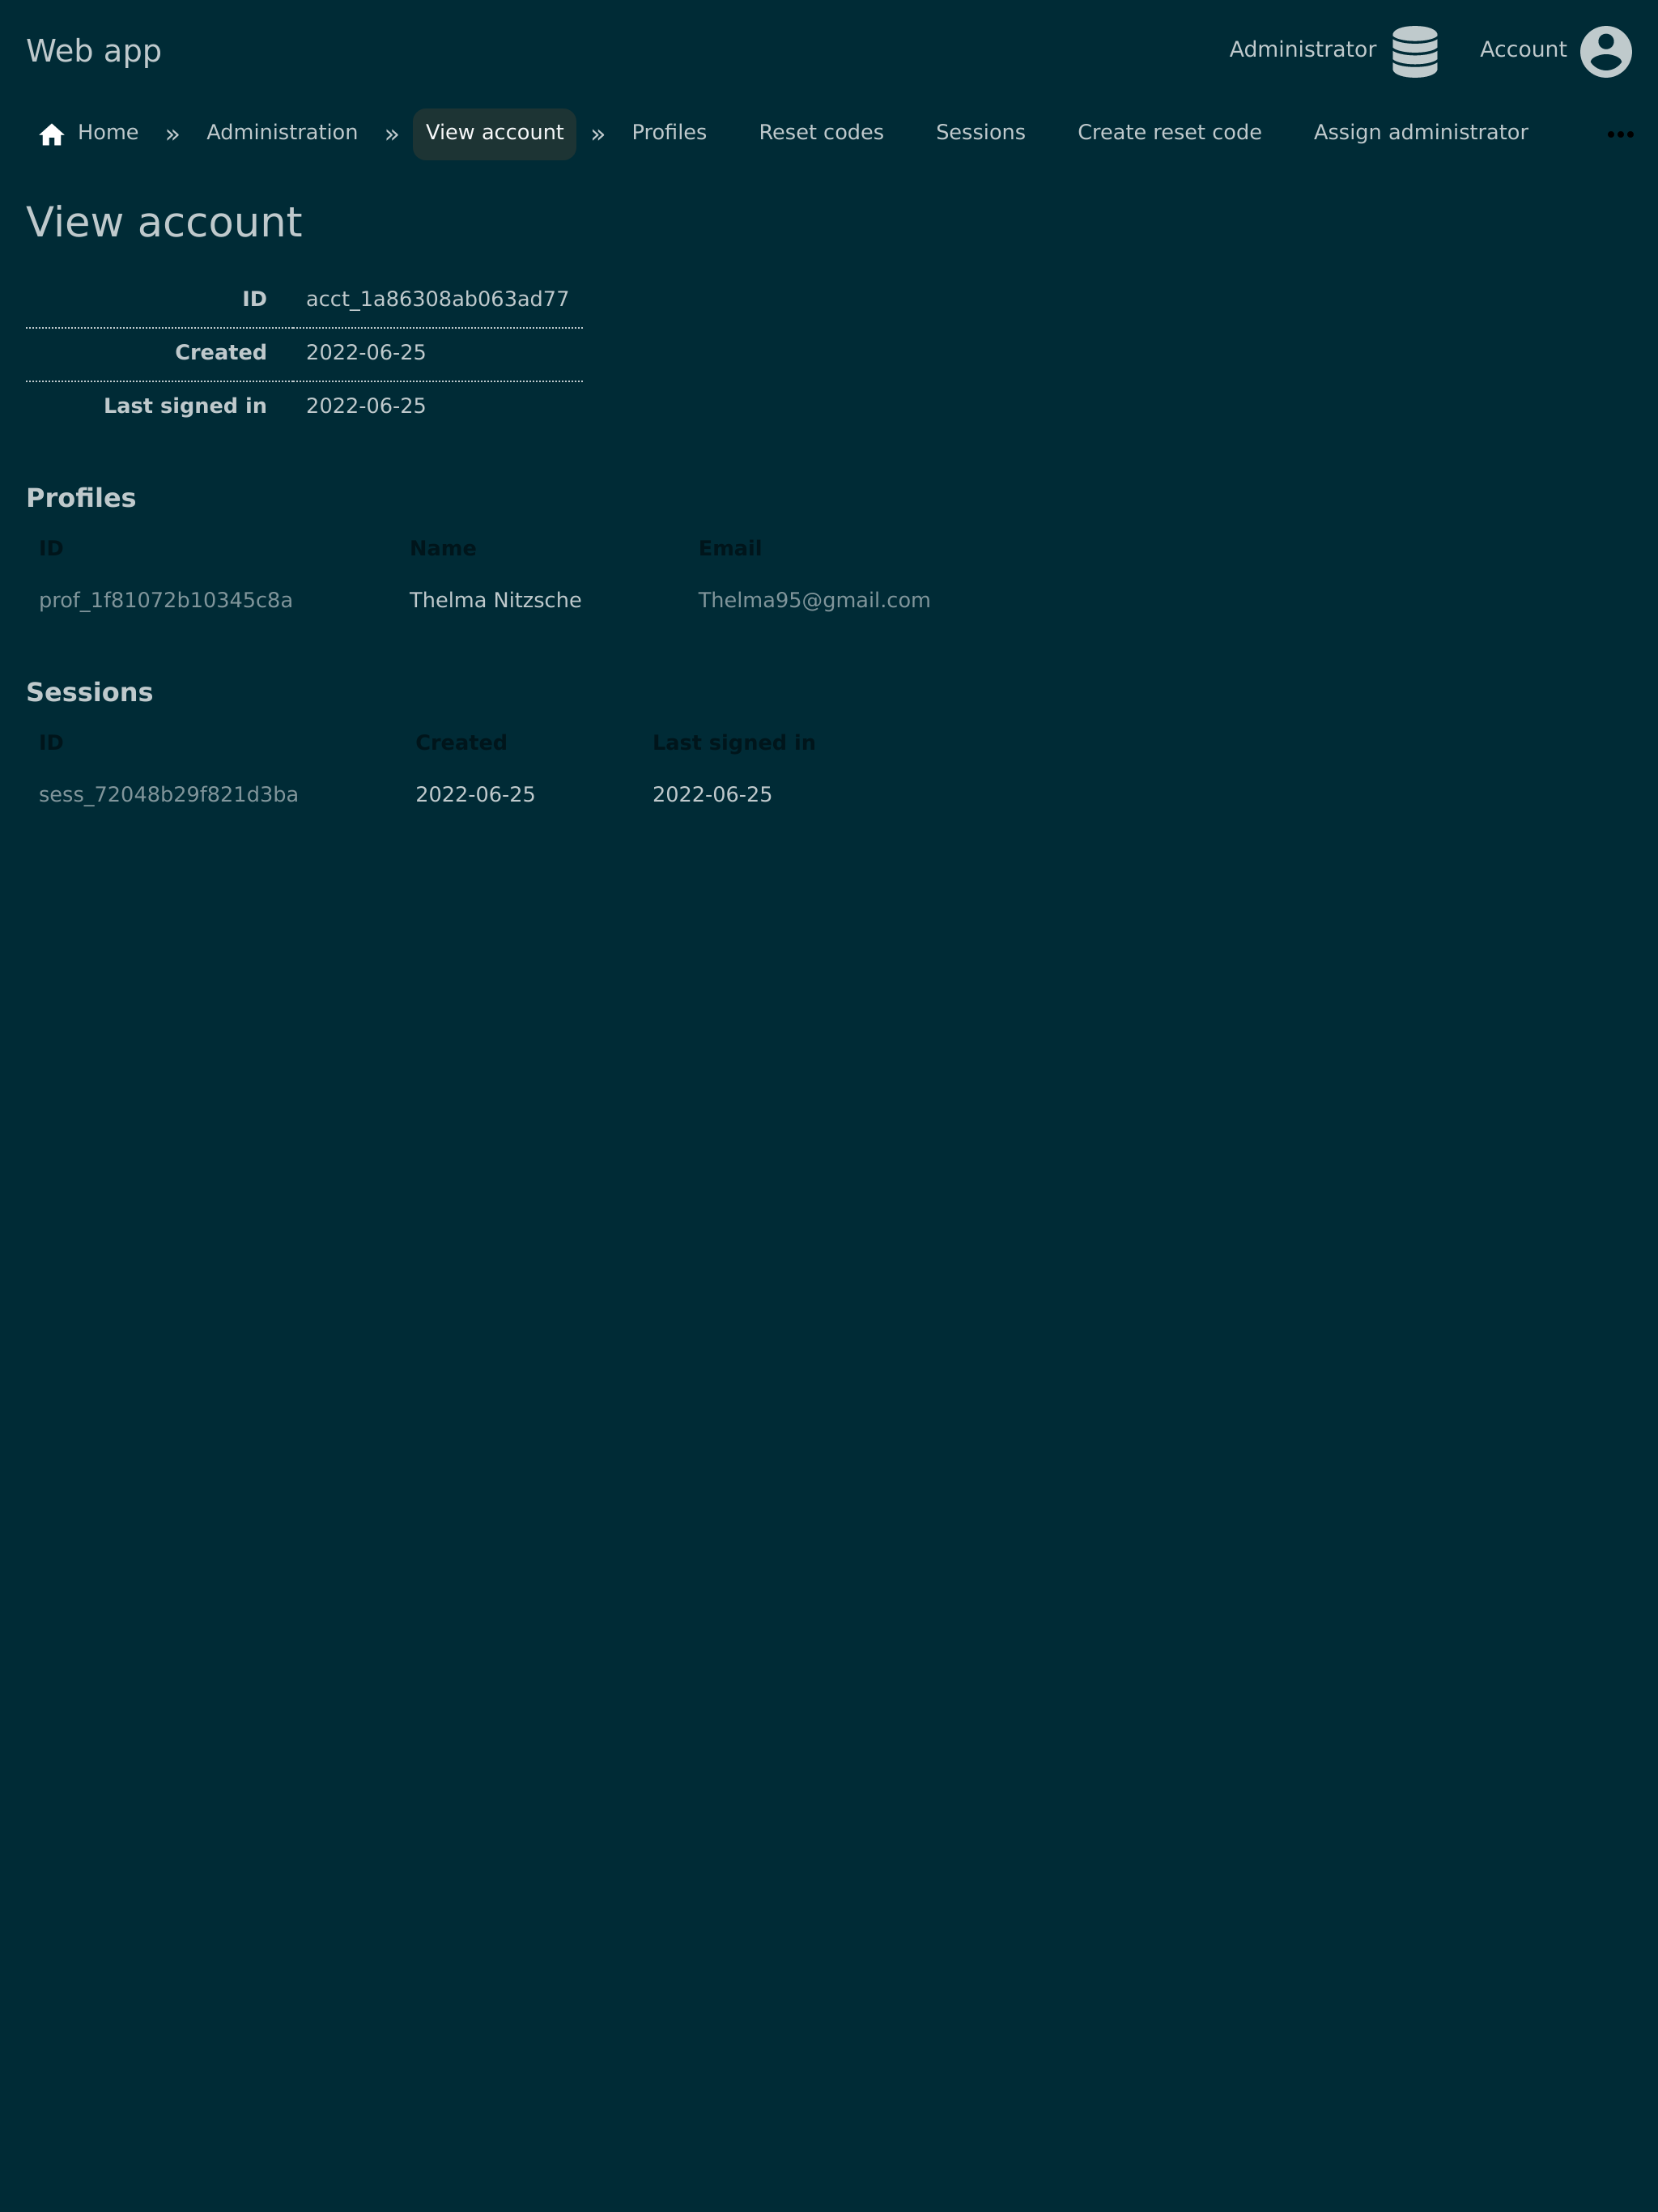 Web app
Administrator
Account
Home » Administration » View account » Profiles Reset codes Sessions Create reset code Assign administrator •••
View account
ID acct_1a86308ab063ad77
Created 2022-06-25
Last signed in 2022-06-25
Profiles
ID Name Email
prof_1f81072b10345c8a Thelma Nitzsche Thelma95@gmail.com
Sessions
ID Created Last signed in
sess_72048b29f821d3ba 2022-06-25 2022-06-25